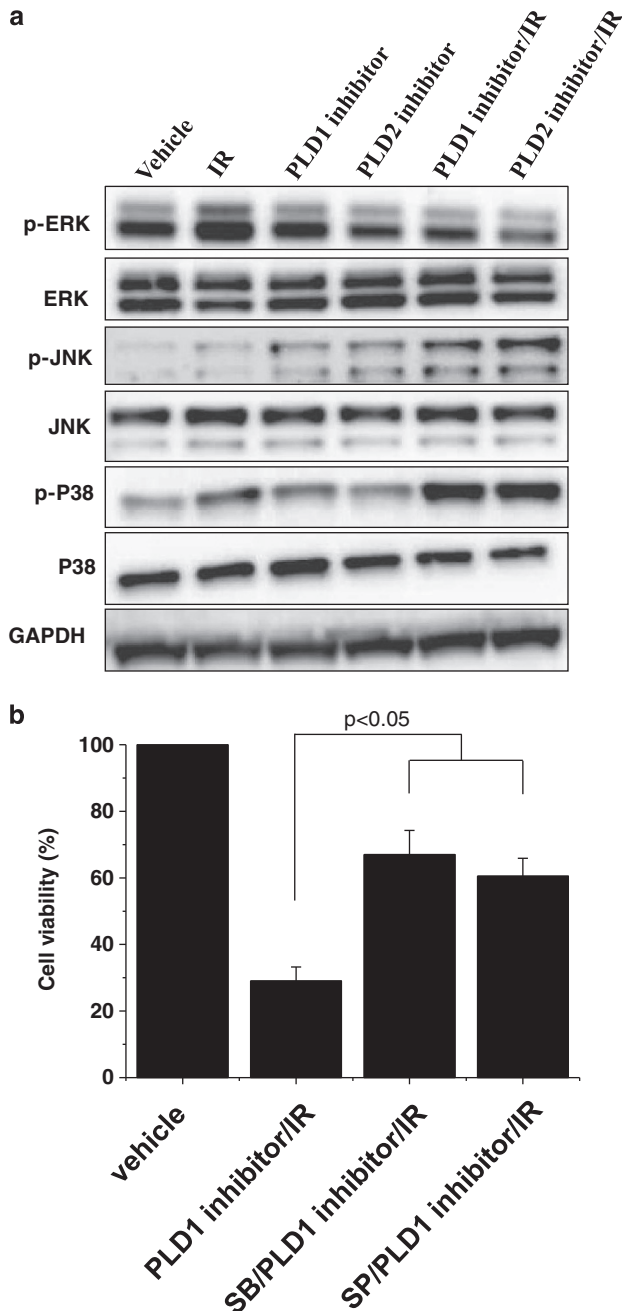 a
Vehicle
IR
PLD1 inhibitor
PLD2 inhibitor
PLD1 inhibitor/IR
PLD2 inhibitor/IR
p-ERK
ERK
p-JNK
JNK
p-P38
P38
GAPDH
b
p<0.05
100
80
60
40
20
0
Cell viability (%)
vehicle
PLD1 inhibitor/IR
SB/PLD1 inhibitor/IR
SP/PLD1 inhibitor/IR